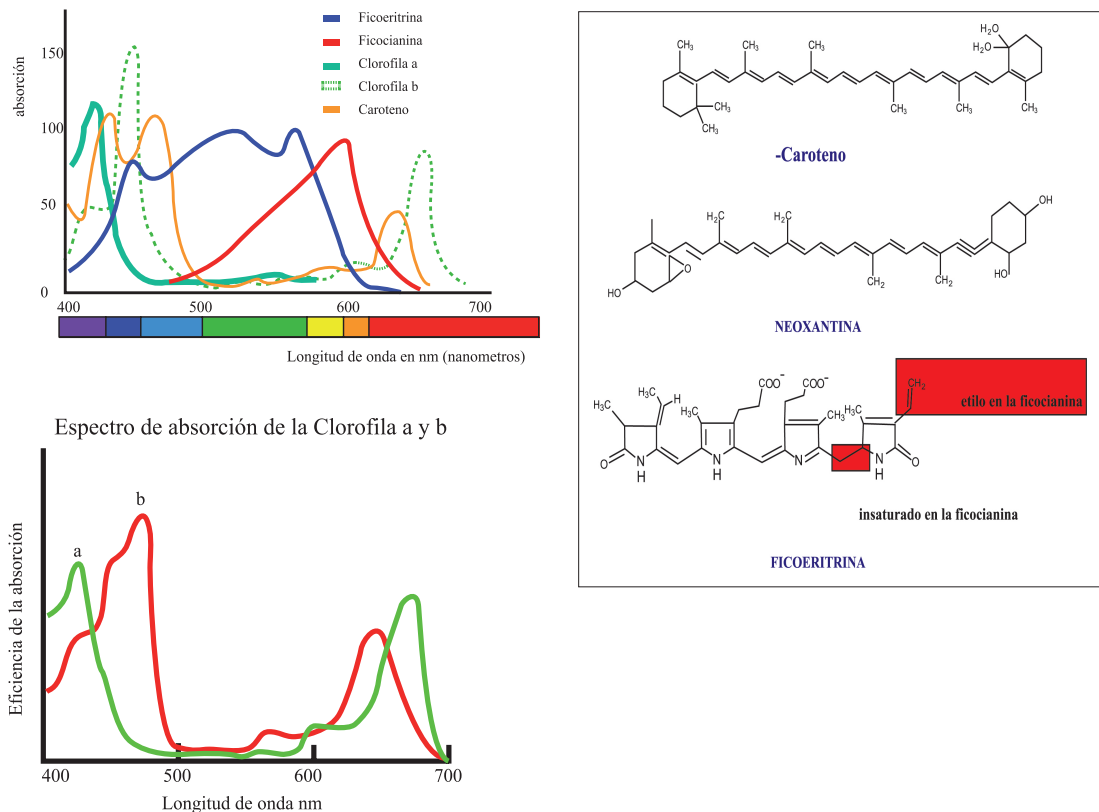 absorción
150
100
50
0
400
500
600
700
Ficoeritrina
Ficocianina
Clorofila a
Clorofila b
Caroteno
Longitud de onda en nm (nanometros)
Espectro de absorción de la Clorofila a y b
Eficiencia de la absorción
a
b
400
500
600
700
Longitud de onda nm
CH3
CH3
CH3
H2O
H2O
CH3
CH3
CH3
CH3
CH3
-Caroteno
H2C
H2C
OH
O
HO
CH2
CH2
HO
NEOXANTINA
H3C
H
H3C
COO-
COO-
H3C
CH3
H3C
CH2
etilo en la ficocianina
O
N
H
N
H
N
N
H
O
insaturado en la ficocianina
FICOERITRINA